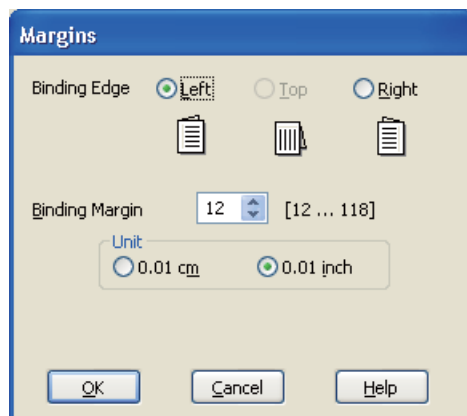 Margins
Binding Edge Left Top Right
Binding Margin 12 [12 ... 118]
Unit
0.01 cm 0.01 inch
OK Cancel Help